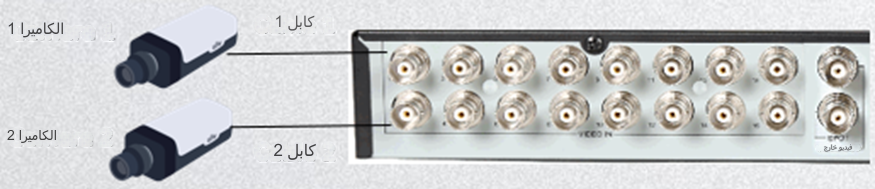 الكاميرا 1
كابل 1
الكاميرا 2
كابل 2
VIDEO IN
فيديو خارج